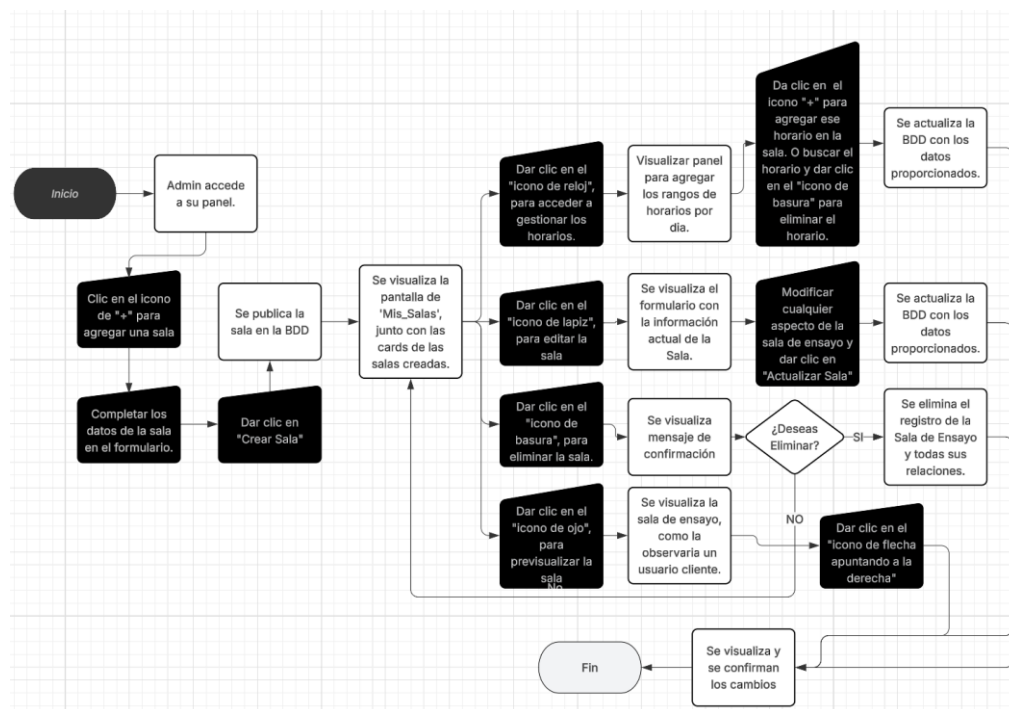 Inicio
Admin accede
a su panel.
Clic en el icono
de "+" para
agregar una sala
Completar los
datos de la sala
en el formulario.
Dar clic en
"Crear Sala"
Se publica la
sala en la BDD
Se visualiza la
pantalla de
'Mis_Salas',
junto con las
cards de las
salas creadas.
Dar clic en el
"icono de reloj",
para acceder a
gestionar los
horarios.
Visualizar panel
para agregar
los rangos de
horarios por
dia.
Da clic en el
icono "+" para
agregar ese
horario en la
sala. O buscar el
horario y dar clic
en el "icono de
basura" para
eliminar el
horario.
Se actualiza la
BDD con los
datos
proporcionados.
Dar clic en el
"icono de lapiz",
para editar la
sala
Se visualiza el
formulario con
la información
actual de la
Sala.
Modificar
cualquier
aspecto de la
sala de ensayo y
dar clic en
"Actualizar Sala"
Se actualiza la
BDD con los
datos
proporcionados.
Dar clic en el
"icono de
basura", para
eliminar la sala.
Se visualiza
mensaje de
confirmación
¿Deseas
Eliminar?
SI
NO
Se elimina el
registro de la
Sala de Ensayo
y todas sus
relaciones.
Dar clic en el
"icono de ojo",
para
previsualizar la
sala
No
Se visualiza la
sala de ensayo,
como la
observaria un
usuario cliente.
Dar clic en el
"icono de flecha
apuntando a la
derecha"
Se visualiza y
se confirman
los cambios
Fin